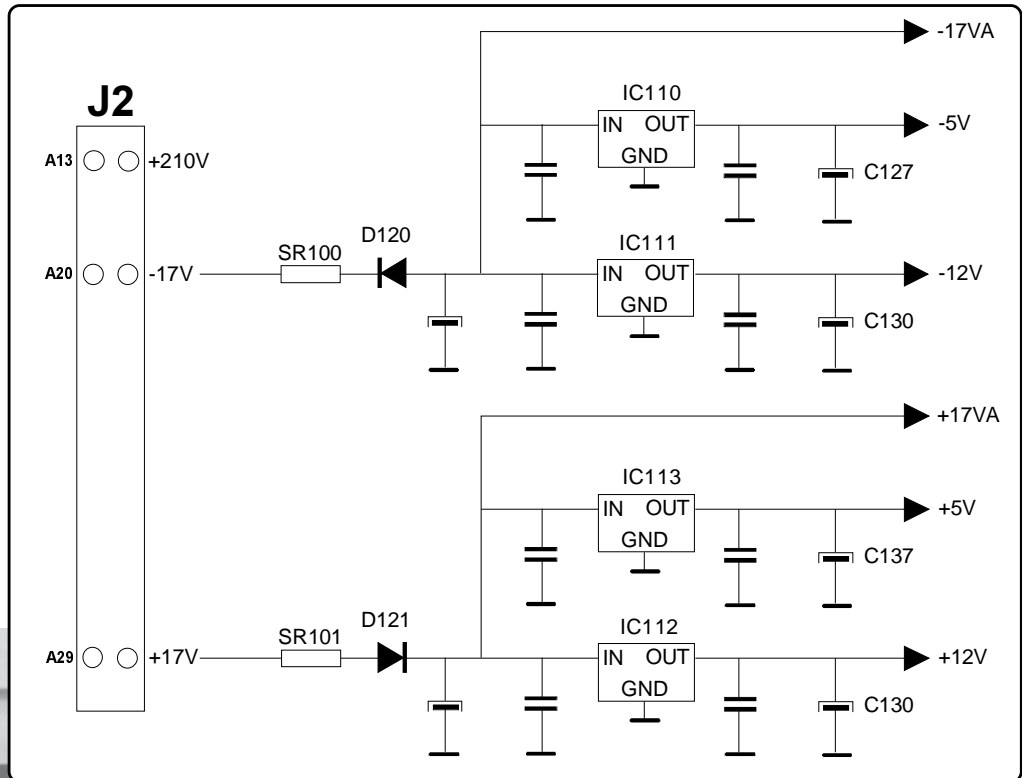 -17VA
IC110
J2
IN OUT
-5V
GND
A13
+210V
C127
D120
IC111
SR100
A20
-17V
IN OUT
-12V
GND
C130
+17VA
IC113
IN OUT
+5V
GND
C137
D121
IC112
SR101
A29
+17V
IN OUT
+12V
GND
C130